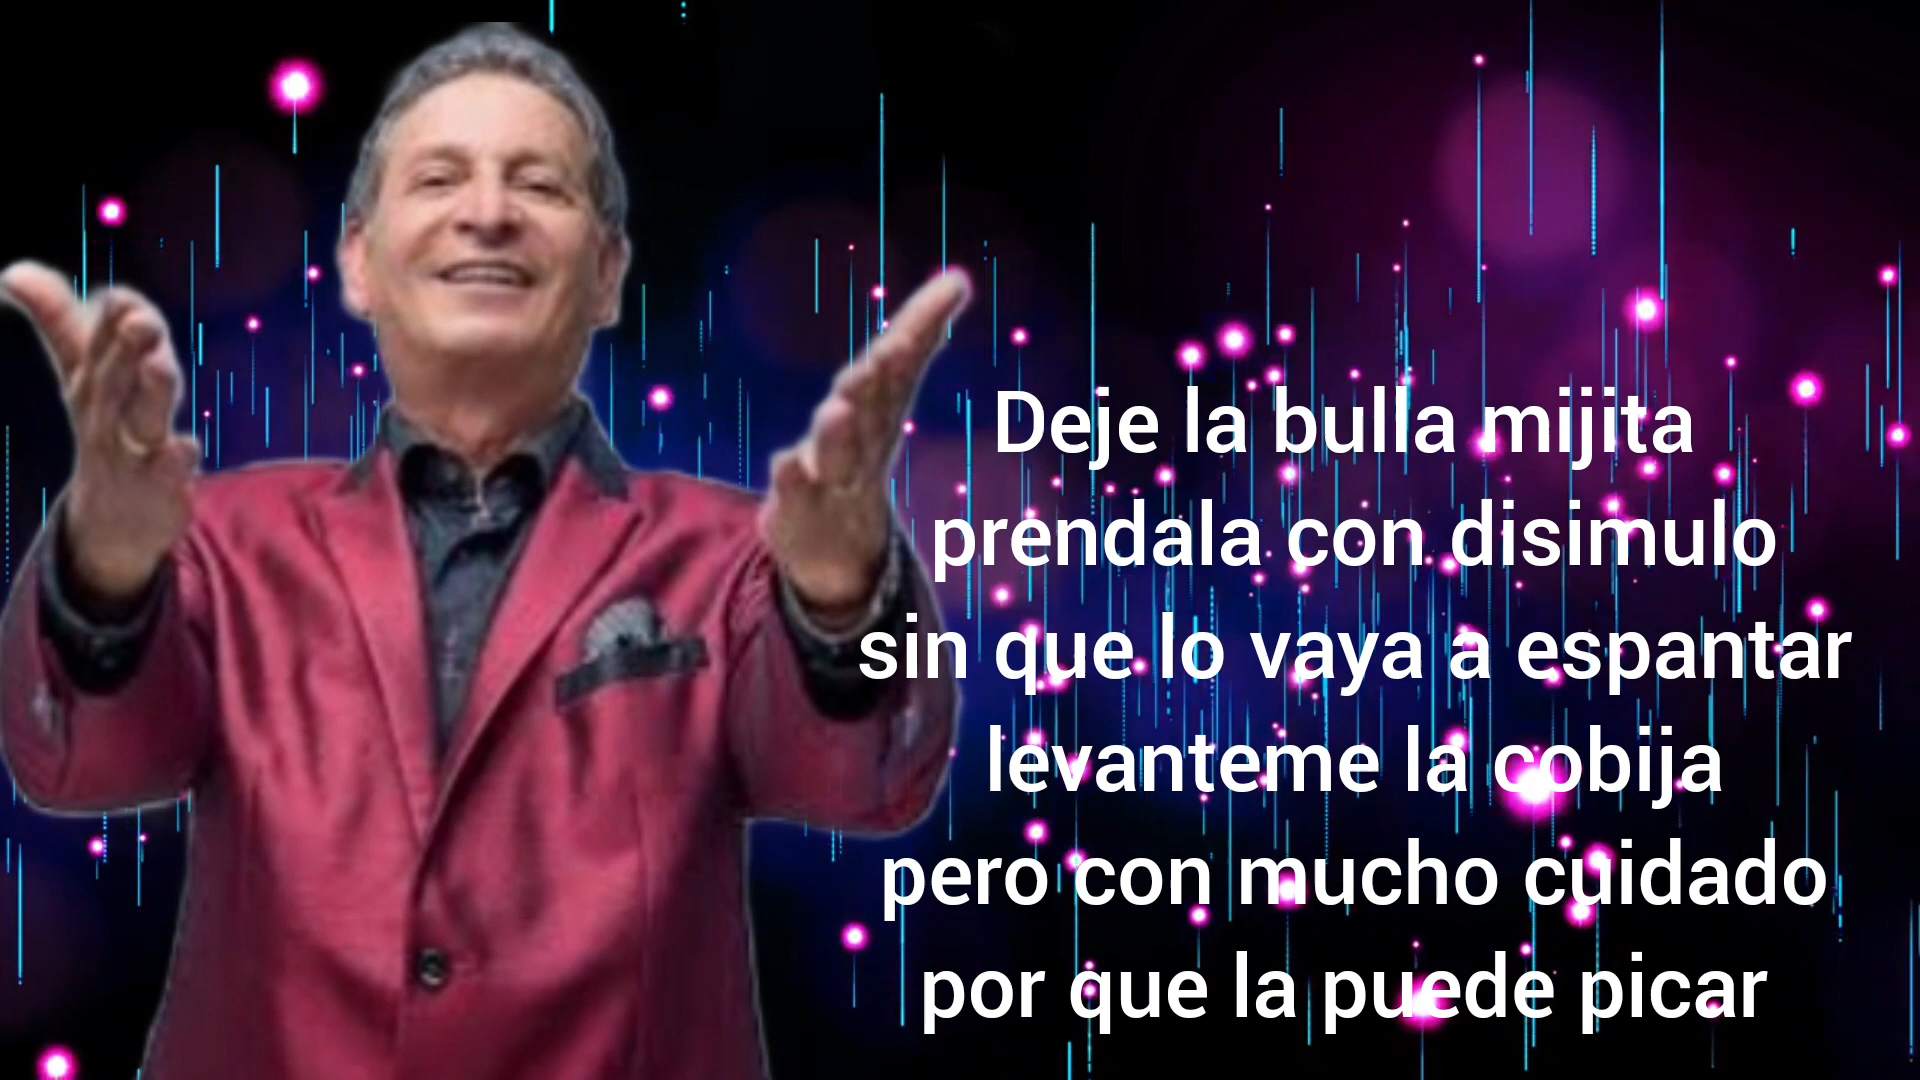 Deje la bulla mijita
prendala con disimulo
sin que lo vaya a espantar
levanteme la cobija
pero con mucho cuidado
por que la puede picar